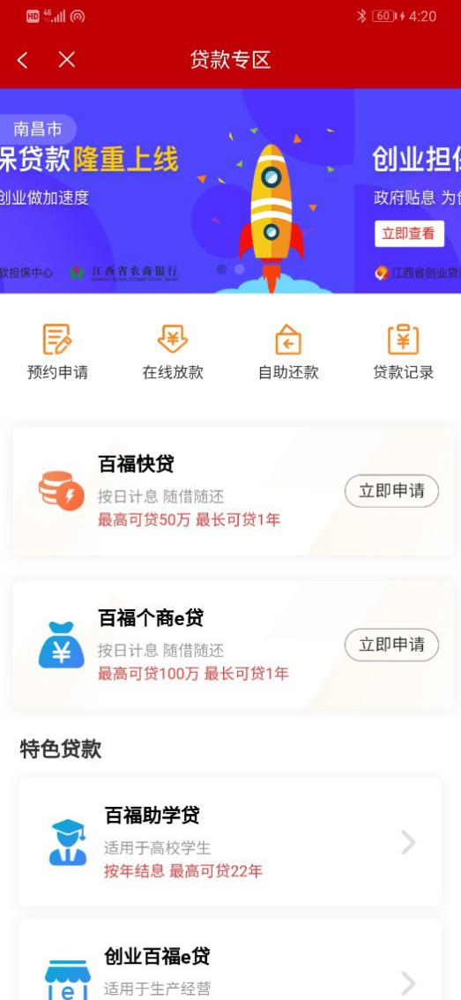 HD 4G 60 4:20
贷款专区
南昌市
保贷款隆重上线
创业做加速度
款担保中心 江西省农商银行
创业担保
政府贴息 为
立即查看
江西省创业贷
预约申请 在线放款 自助还款 贷款记录
百福快贷
按日计息 随借随还
最高可贷50万 最长可贷1年
立即申请
百福个商e贷
按日计息 随借随还
最高可贷100万 最长可贷1年
立即申请
特色贷款
百福助学贷
适用于高校学生
按年结息 最高可贷22年
创业百福e贷
适用于生产经营